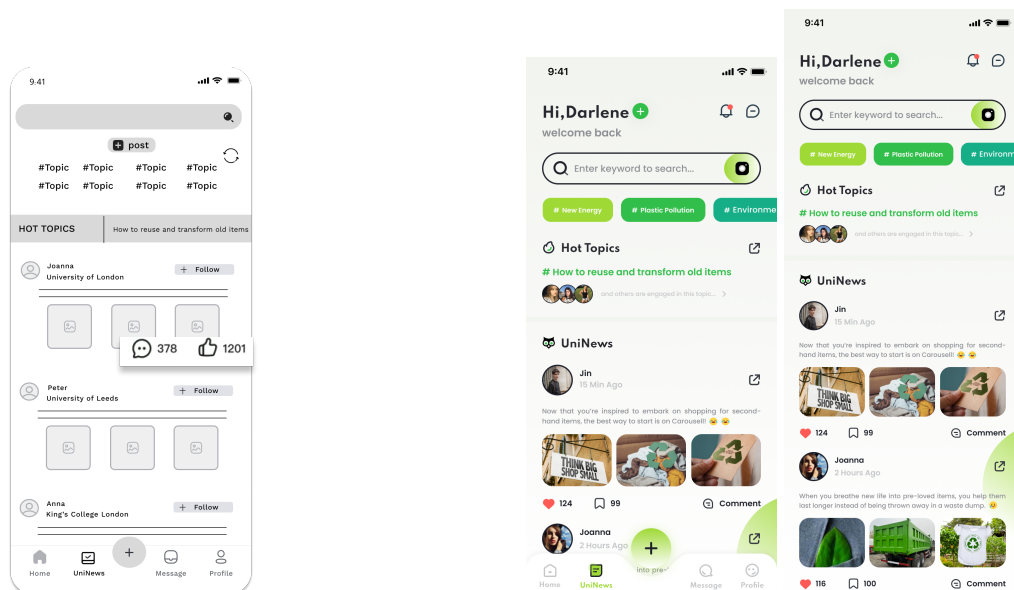 9:41
post
#Topic #Topic #Topic #Topic
#Topic #Topic #Topic #Topic
HOT TOPICS How to reuse and transform old items
Joanna
University of London
+ Follow
378 1201
Peter
University of Leeds
+ Follow
Anna
King's College London
+ Follow
Home UniNews + Message Profile
9:41
Hi,Darlene +
welcome back
Enter keyword to search...
# New Energy # Plastic Pollution # Environme
Hot Topics
# How to reuse and transform old items
and others are engaged in this topic... >
UniNews
Jin
15 Min Ago
Now that you're inspired to embark on shopping for second-
hand items, the best way to start is on Carousell! 😄 😄
THINK BIG
SHOP SMALL
124 99 Comment
Joanna
2 Hours Ago
+
into pre-
Home UniNews Message Profile
9:41
Hi,Darlene +
welcome back
Enter keyword to search...
# New Energy # Plastic Pollution # Environm
Hot Topics
# How to reuse and transform old items
and others are engaged in this topic... >
UniNews
Jin
15 Min Ago
Now that you're inspired to embark on shopping for second-
hand items, the best way to start is on Carousell! 😄 😄
THINK BIG
SHOP SMALL
124 99 Comment
Joanna
2 Hours Ago
When you breathe new life into pre-loved items, you help them
last longer instead of being thrown away in a waste dump. 🥲
116 100 Comment